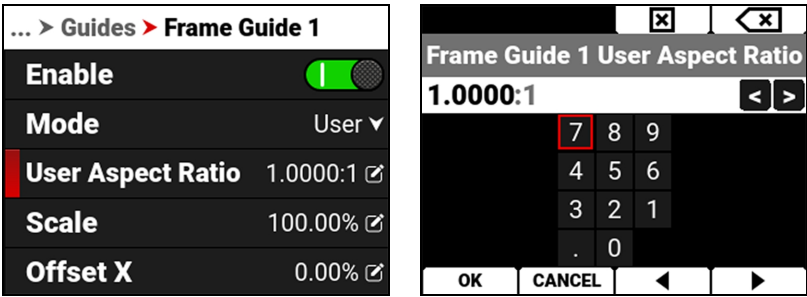 ... > Guides > Frame Guide 1
Enable
Mode User
User Aspect Ratio 1.0000:1
Scale 100.00%
Offset X 0.00%
Frame Guide 1 User Aspect Ratio
1.0000:1 < >
7 8 9
4 5 6
3 2 1
. 0
OK CANCEL